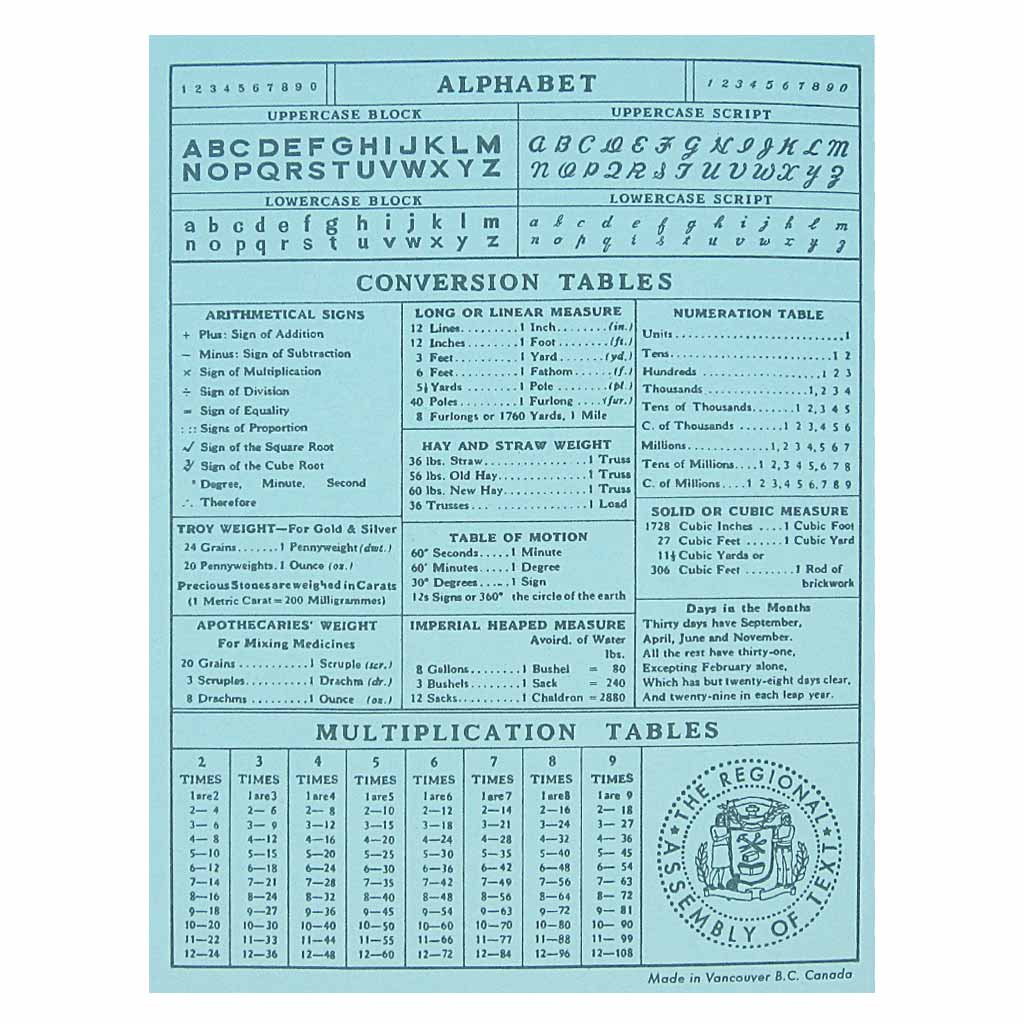 1 2 3 4 5 6 7 8 9 0
ALPHABET
1 2 3 4 5 6 7 8 9 0
UPPERCASE BLOCK
A B C D E F G H I J K L M
N O P Q R S T U V W X Y Z
UPPERCASE SCRIPT
A B C D E F G H I J K L M
N O P Q R S T U V W X Y Z
LOWERCASE BLOCK
a b c d e f g h i j k l m
n o p q r s t u v w x y z
LOWERCASE SCRIPT
a b c d e f g h i j k l m
n o p q r s t u v w x y z
CONVERSION TABLES
ARITHMETICAL SIGNS
+ Plus: Sign of Addition
− Minus: Sign of Subtraction
× Sign of Multiplication
÷ Sign of Division
= Sign of Equality
: :: Signs of Proportion
√ Sign of the Square Root
∛ Sign of the Cube Root
° Degree, Minute, Second
∴ Therefore
TROY WEIGHT—For Gold & Silver
24 Grains.......1 Pennyweight (dwt.)
20 Pennyweights. 1 Ounce (oz.)
Precious Stones are weighed in Carats
(1 Metric Carat = 200 Milligrammes)
APOTHECARIES' WEIGHT
For Mixing Medicines
20 Grains..........1 Scruple (scr.)
3 Scruples..........1 Drachm (dr.)
8 Drachms.........1 Ounce (oz.)
LONG OR LINEAR MEASURE
12 Lines.........1 Inch........(in.)
12 Inches........1 Foot........(ft.)
3 Feet..........1 Yard.......(yd.)
6 Feet..........1 Fathom......(f.)
5½ Yards........1 Pole........(pl.)
40 Poles.........1 Furlong....(fur.)
8 Furlongs or 1760 Yards, 1 Mile
HAY AND STRAW WEIGHT
36 lbs. Straw...............1 Truss
56 lbs. Old Hay.............1 Truss
60 lbs. New Hay............1 Truss
36 Trusses... ..............1 Load
TABLE OF MOTION
60" Seconds.....1 Minute
60' Minutes.....1 Degree
30° Degrees.....1 Sign
12s Signs or 360° the circle of the earth
IMPERIAL HEAPED MEASURE
Avoird. of Water
lbs.
8 Gallons........1 Bushel = 80
3 Bushels........1 Sack = 240
12 Sacks..........1 Chaldron = 2880
NUMERATION TABLE
Units..............................1
Tens.............................1 2
Hundreds .....................1 2 3
Thousands ..................1,2 3 4
Tens of Thousands.......1 2,3 4 5
C. of Thousands .......1 2 3,4 5 6
Millions..............1,2 3 4,5 6 7
Tens of Millions....1 2,3 4 5,6 7 8
C. of Millions....1 2 3,4 5 6,7 8 9
SOLID OR CUBIC MEASURE
1728 Cubic Inches ....1 Cubic Foot
27 Cubic Feet ......1 Cubic Yard
11⅓ Cubic Yards or
306 Cubic Feet ........1 Rod of
brickwork
Days in the Months
Thirty days have September,
April, June and November.
All the rest have thirty-one,
Excepting February alone,
Which has but twenty-eight days clear,
And twenty-nine in each leap year.
MULTIPLICATION TABLES
2 3 4 5 6 7 8 9
TIMES TIMES TIMES TIMES TIMES TIMES TIMES TIMES
1 are 2 1 are 3 1 are 4 1 are 5 1 are 6 1 are 7 1 are 8 1 are 9
2— 4 2— 6 2— 8 2—10 2—12 2—14 2—16 2— 18
3— 6 3— 9 3—12 3—15 3—18 3—21 3—24 3— 27
4— 8 4—12 4—16 4—20 4—24 4—28 4—32 4— 36
5—10 5—15 5—20 5—25 5—30 5—35 5—40 5— 45
6—12 6—18 6—24 6—30 6—36 6—42 6—48 6— 54
7—14 7—21 7—28 7—35 7—42 7—49 7—56 7— 63
8—16 8—24 8—32 8—40 8—48 8—56 8—64 8— 72
9—18 9—27 9—36 9—45 9—54 9—63 9—72 9— 81
10—20 10—30 10—40 10—50 10—60 10—70 10—80 10— 90
11—22 11—33 11—44 11—55 11—66 11—77 11—88 11— 99
12—24 12—36 12—48 12—60 12—72 12—84 12—96 12—108
THE REGIONAL
ASSEMBLY OF TEXT
Made in Vancouver B.C. Canada